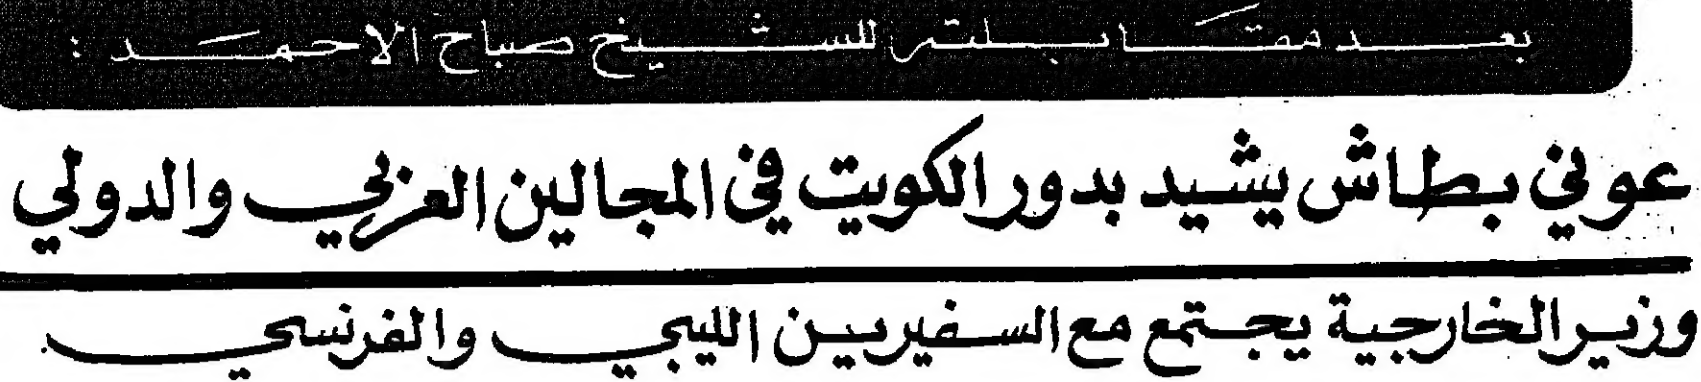 بعد مقابلته للشيخ صباح الاحمد :
عوني بطاش يشيد بدور الكويت في المجالين العربي والدولي
وزير الخارجية يجتمع مع السفيرين الليبي والفرنسي